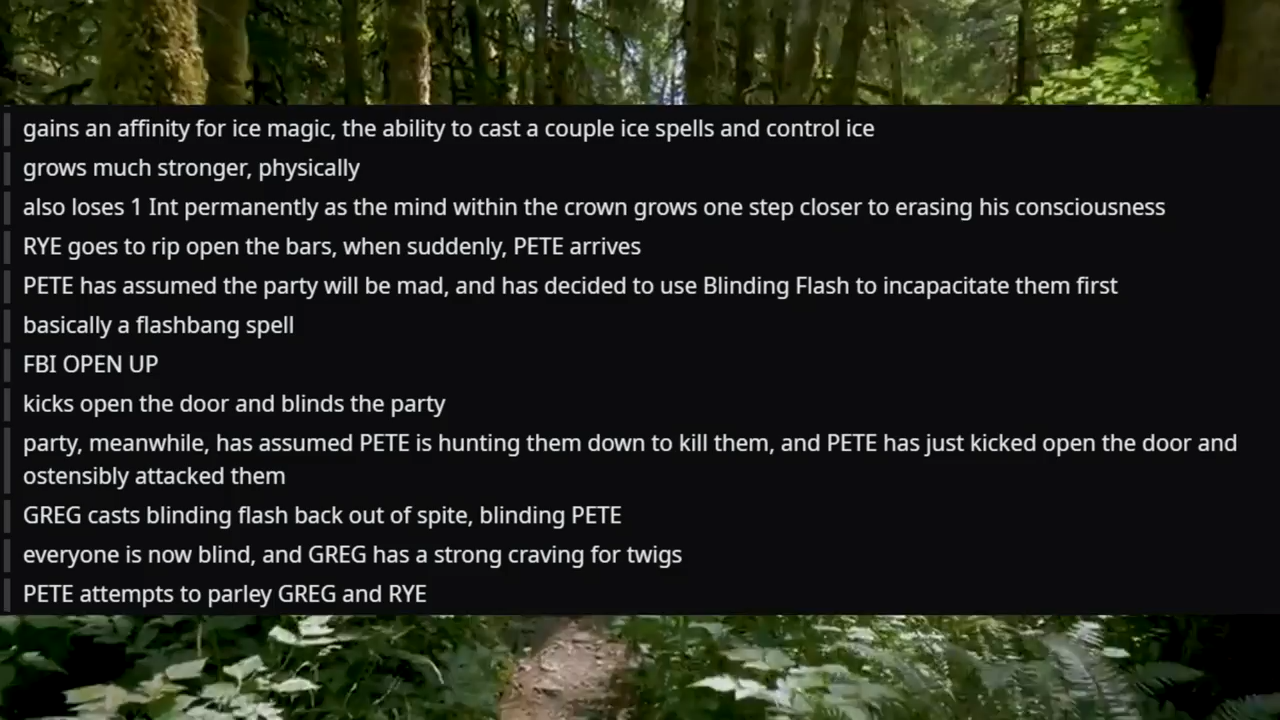 gains an affinity for ice magic, the ability to cast a couple ice spells and control ice
grows much stronger, physically
also loses 1 Int permanently as the mind within the crown grows one step closer to erasing his consciousness
RYE goes to rip open the bars, when suddenly, PETE arrives
PETE has assumed the party will be mad, and has decided to use Blinding Flash to incapacitate them first
basically a flashbang spell
FBI OPEN UP
kicks open the door and blinds the party
party, meanwhile, has assumed PETE is hunting them down to kill them, and PETE has just kicked open the door and
ostensibly attacked them
GREG casts blinding flash back out of spite, blinding PETE
everyone is now blind, and GREG has a strong craving for twigs
PETE attempts to parley GREG and RYE